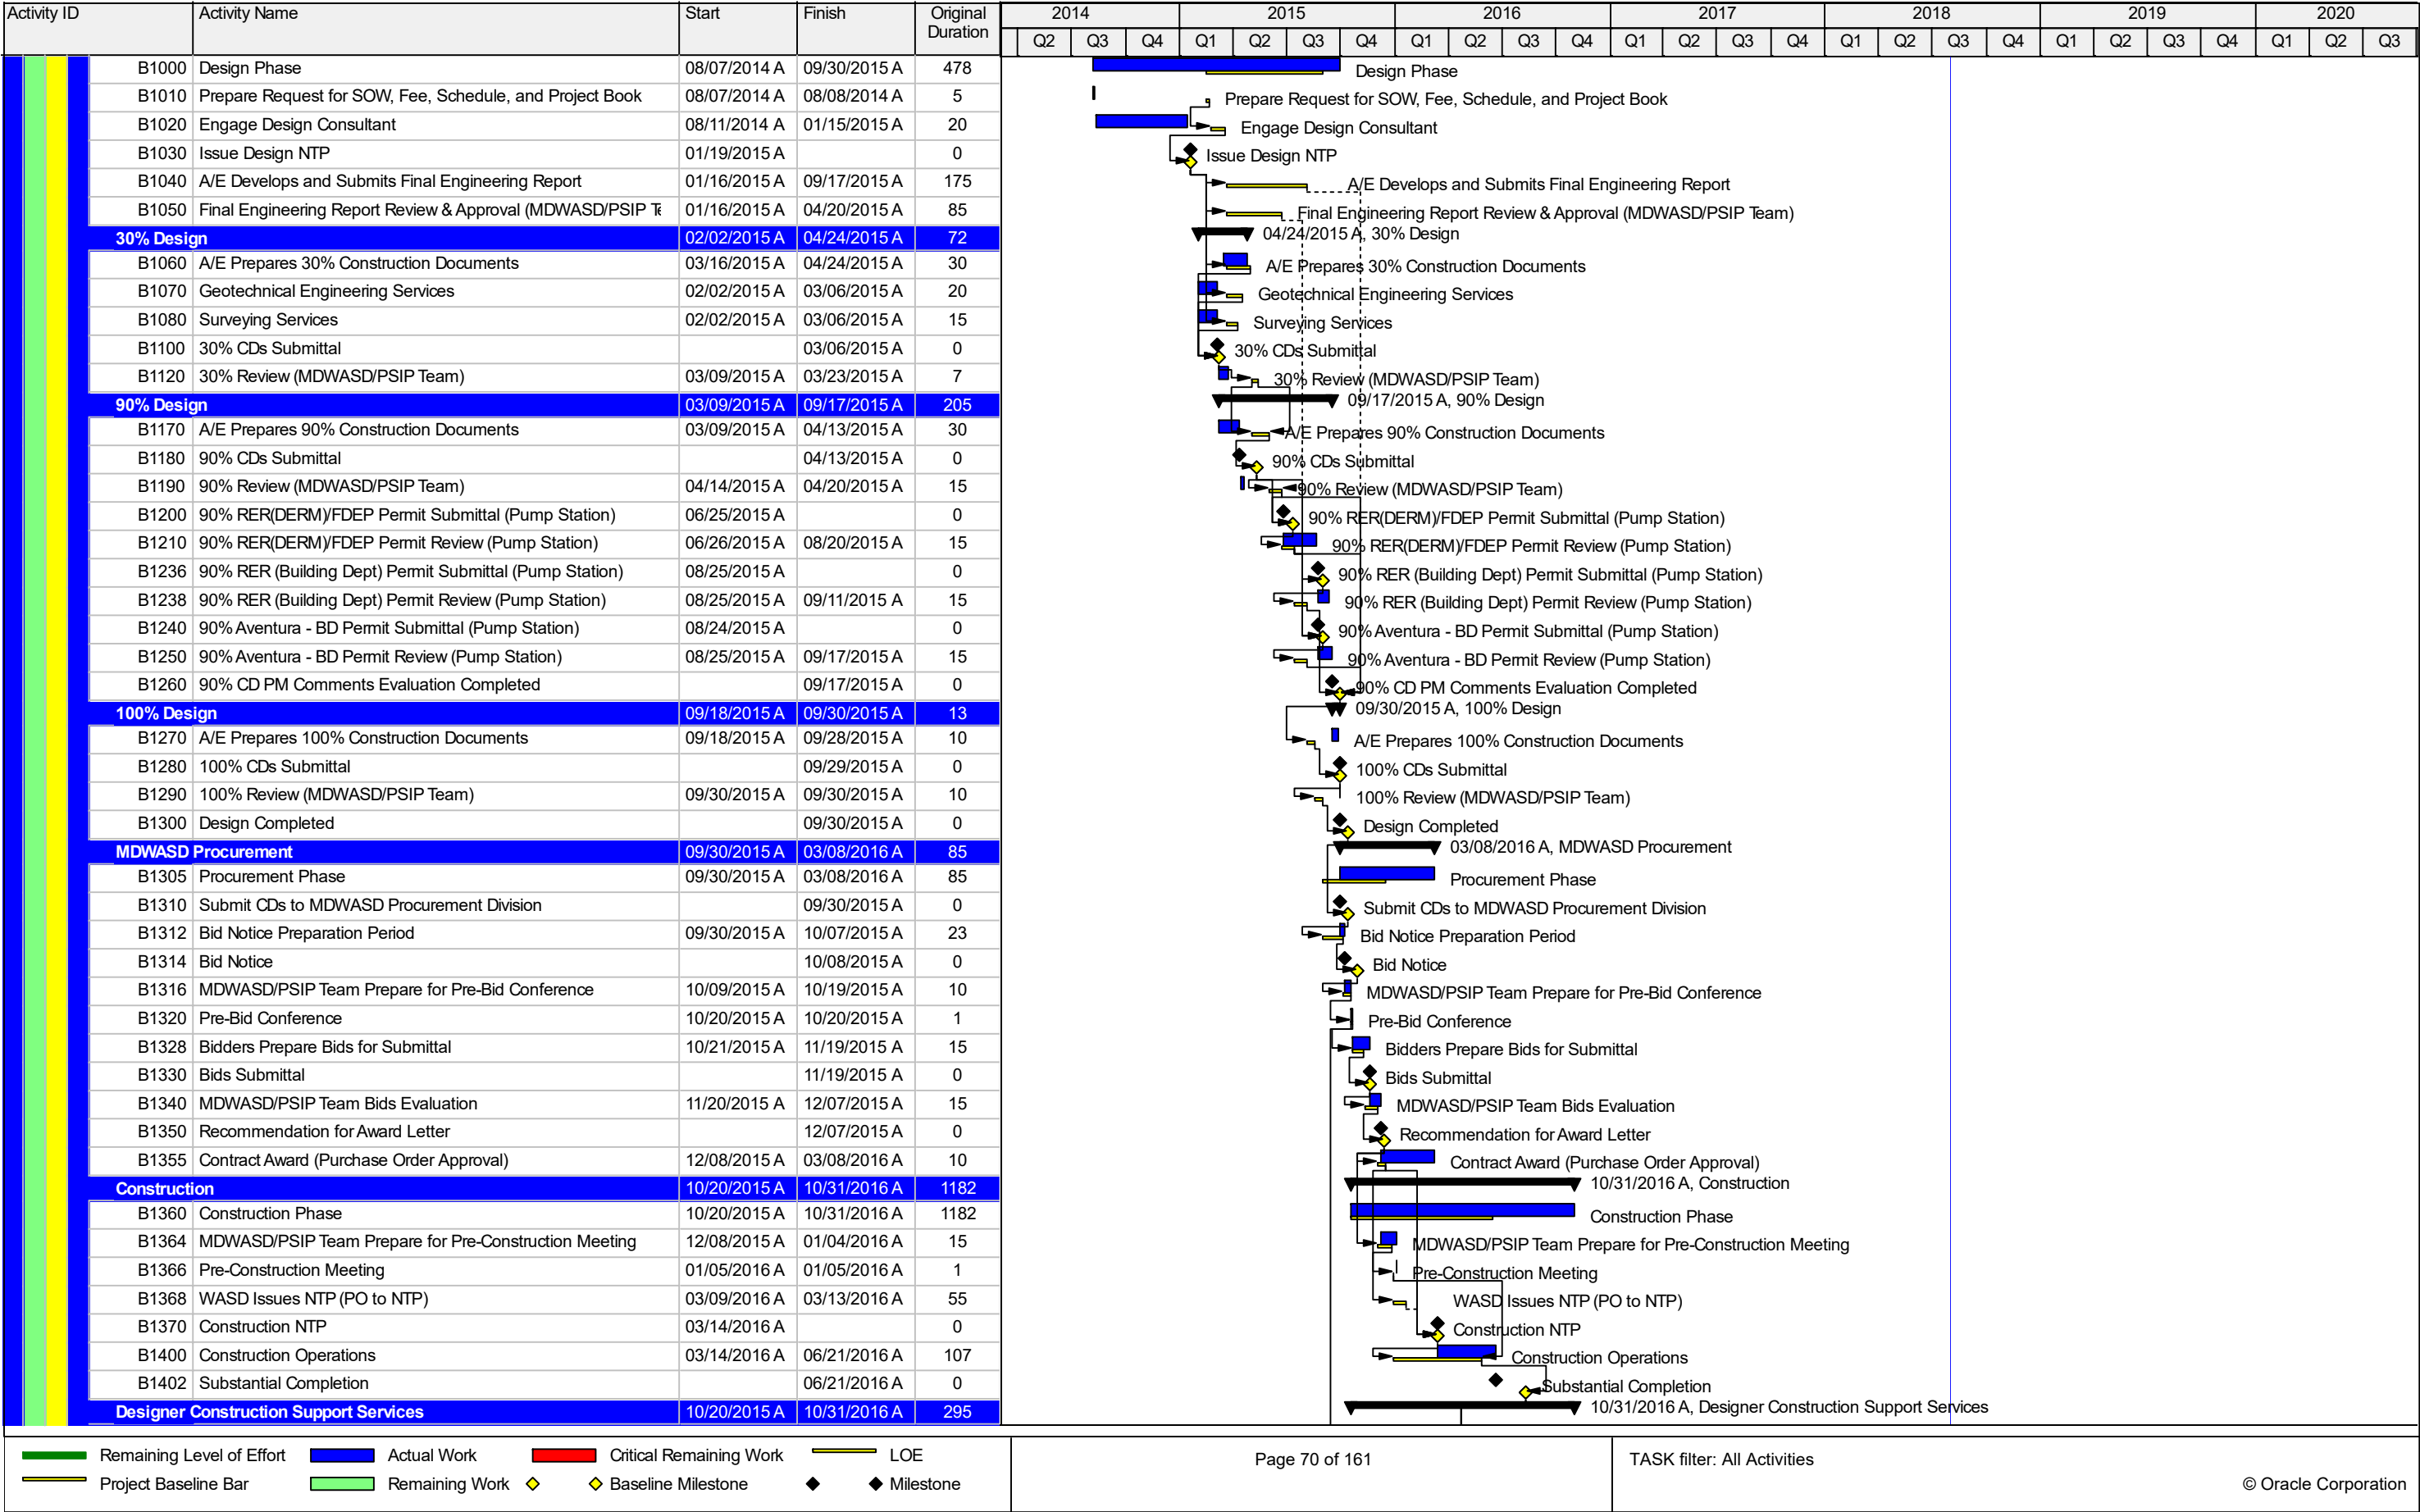 Activity ID Activity Name Start Finish Original Duration 2014 2015 2016 2017 2018 2019 2020
Q2 Q3 Q4 Q1 Q2 Q3 Q4 Q1 Q2 Q3 Q4 Q1 Q2 Q3 Q4 Q1 Q2 Q3 Q4 Q1 Q2 Q3 Q4 Q1 Q2 Q3
B1000 Design Phase 08/07/2014 A 09/30/2015 A 478 Design Phase
B1010 Prepare Request for SOW, Fee, Schedule, and Project Book 08/07/2014 A 08/08/2014 A 5 Prepare Request for SOW, Fee, Schedule, and Project Book
B1020 Engage Design Consultant 08/11/2014 A 01/15/2015 A 20 Engage Design Consultant
B1030 Issue Design NTP 01/19/2015 A 0 Issue Design NTP
B1040 A/E Develops and Submits Final Engineering Report 01/16/2015 A 09/17/2015 A 175 A/E Develops and Submits Final Engineering Report
B1050 Final Engineering Report Review & Approval (MDWASD/PSIP Te 01/16/2015 A 04/20/2015 A 85 Final Engineering Report Review & Approval (MDWASD/PSIP Team)
30% Design 02/02/2015 A 04/24/2015 A 72 04/24/2015 A, 30% Design
B1060 A/E Prepares 30% Construction Documents 03/16/2015 A 04/24/2015 A 30 A/E Prepares 30% Construction Documents
B1070 Geotechnical Engineering Services 02/02/2015 A 03/06/2015 A 20 Geotechnical Engineering Services
B1080 Surveying Services 02/02/2015 A 03/06/2015 A 15 Surveying Services
B1100 30% CDs Submittal 03/06/2015 A 0 30% CDs Submittal
B1120 30% Review (MDWASD/PSIP Team) 03/09/2015 A 03/23/2015 A 7 30% Review (MDWASD/PSIP Team)
90% Design 03/09/2015 A 09/17/2015 A 205 09/17/2015 A, 90% Design
B1170 A/E Prepares 90% Construction Documents 03/09/2015 A 04/13/2015 A 30 A/E Prepares 90% Construction Documents
B1180 90% CDs Submittal 04/13/2015 A 0 90% CDs Submittal
B1190 90% Review (MDWASD/PSIP Team) 04/14/2015 A 04/20/2015 A 15 90% Review (MDWASD/PSIP Team)
B1200 90% RER(DERM)/FDEP Permit Submittal (Pump Station) 06/25/2015 A 0 90% RER(DERM)/FDEP Permit Submittal (Pump Station)
B1210 90% RER(DERM)/FDEP Permit Review (Pump Station) 06/26/2015 A 08/20/2015 A 15 90% RER(DERM)/FDEP Permit Review (Pump Station)
B1236 90% RER (Building Dept) Permit Submittal (Pump Station) 08/25/2015 A 0 90% RER (Building Dept) Permit Submittal (Pump Station)
B1238 90% RER (Building Dept) Permit Review (Pump Station) 08/25/2015 A 09/11/2015 A 15 90% RER (Building Dept) Permit Review (Pump Station)
B1240 90% Aventura - BD Permit Submittal (Pump Station) 08/24/2015 A 0 90% Aventura - BD Permit Submittal (Pump Station)
B1250 90% Aventura - BD Permit Review (Pump Station) 08/25/2015 A 09/17/2015 A 15 90% Aventura - BD Permit Review (Pump Station)
B1260 90% CD PM Comments Evaluation Completed 09/17/2015 A 0 90% CD PM Comments Evaluation Completed
100% Design 09/18/2015 A 09/30/2015 A 13 09/30/2015 A, 100% Design
B1270 A/E Prepares 100% Construction Documents 09/18/2015 A 09/28/2015 A 10 A/E Prepares 100% Construction Documents
B1280 100% CDs Submittal 09/29/2015 A 0 100% CDs Submittal
B1290 100% Review (MDWASD/PSIP Team) 09/30/2015 A 09/30/2015 A 10 100% Review (MDWASD/PSIP Team)
B1300 Design Completed 09/30/2015 A 0 Design Completed
MDWASD Procurement 09/30/2015 A 03/08/2016 A 85 03/08/2016 A, MDWASD Procurement
B1305 Procurement Phase 09/30/2015 A 03/08/2016 A 85 Procurement Phase
B1310 Submit CDs to MDWASD Procurement Division 09/30/2015 A 0 Submit CDs to MDWASD Procurement Division
B1312 Bid Notice Preparation Period 09/30/2015 A 10/07/2015 A 23 Bid Notice Preparation Period
B1314 Bid Notice 10/08/2015 A 0 Bid Notice
B1316 MDWASD/PSIP Team Prepare for Pre-Bid Conference 10/09/2015 A 10/19/2015 A 10 MDWASD/PSIP Team Prepare for Pre-Bid Conference
B1320 Pre-Bid Conference 10/20/2015 A 10/20/2015 A 1 Pre-Bid Conference
B1328 Bidders Prepare Bids for Submittal 10/21/2015 A 11/19/2015 A 15 Bidders Prepare Bids for Submittal
B1330 Bids Submittal 11/19/2015 A 0 Bids Submittal
B1340 MDWASD/PSIP Team Bids Evaluation 11/20/2015 A 12/07/2015 A 15 MDWASD/PSIP Team Bids Evaluation
B1350 Recommendation for Award Letter 12/07/2015 A 0 Recommendation for Award Letter
B1355 Contract Award (Purchase Order Approval) 12/08/2015 A 03/08/2016 A 10 Contract Award (Purchase Order Approval)
Construction 10/20/2015 A 10/31/2016 A 1182 10/31/2016 A, Construction
B1360 Construction Phase 10/20/2015 A 10/31/2016 A 1182 Construction Phase
B1364 MDWASD/PSIP Team Prepare for Pre-Construction Meeting 12/08/2015 A 01/04/2016 A 15 MDWASD/PSIP Team Prepare for Pre-Construction Meeting
B1366 Pre-Construction Meeting 01/05/2016 A 01/05/2016 A 1 Pre-Construction Meeting
B1368 WASD Issues NTP (PO to NTP) 03/09/2016 A 03/13/2016 A 55 WASD Issues NTP (PO to NTP)
B1370 Construction NTP 03/14/2016 A 0 Construction NTP
B1400 Construction Operations 03/14/2016 A 06/21/2016 A 107 Construction Operations
B1402 Substantial Completion 06/21/2016 A 0 Substantial Completion
Designer Construction Support Services 10/20/2015 A 10/31/2016 A 295 10/31/2016 A, Designer Construction Support Services
Remaining Level of Effort Actual Work Critical Remaining Work LOE Page 70 of 161 TASK filter: All Activities
Project Baseline Bar Remaining Work Baseline Milestone Milestone © Oracle Corporation